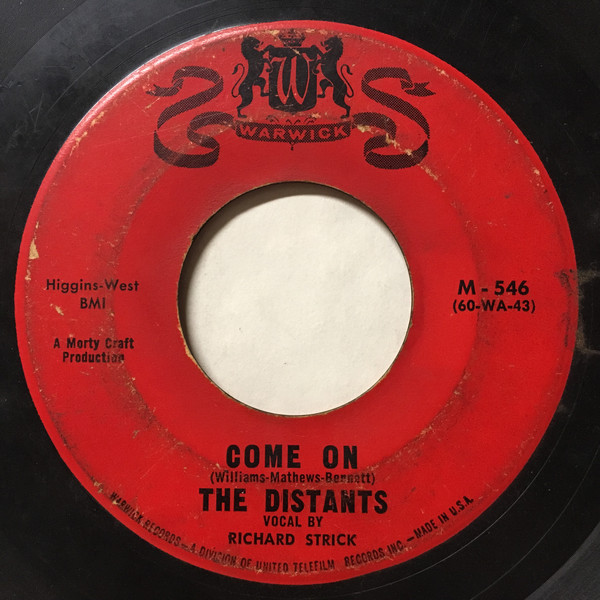 W
WARWICK
Higgins-West
BMI
A Morty Craft
Production
M - 546
(60-WA-43)
COME ON
(Williams-Mathews-Bennett)
THE DISTANTS
VOCAL BY
RICHARD STRICK
WARWICK RECORDS—A DIVISION OF UNITED TELEFILM RECORDS INC.—MADE IN U.S.A.